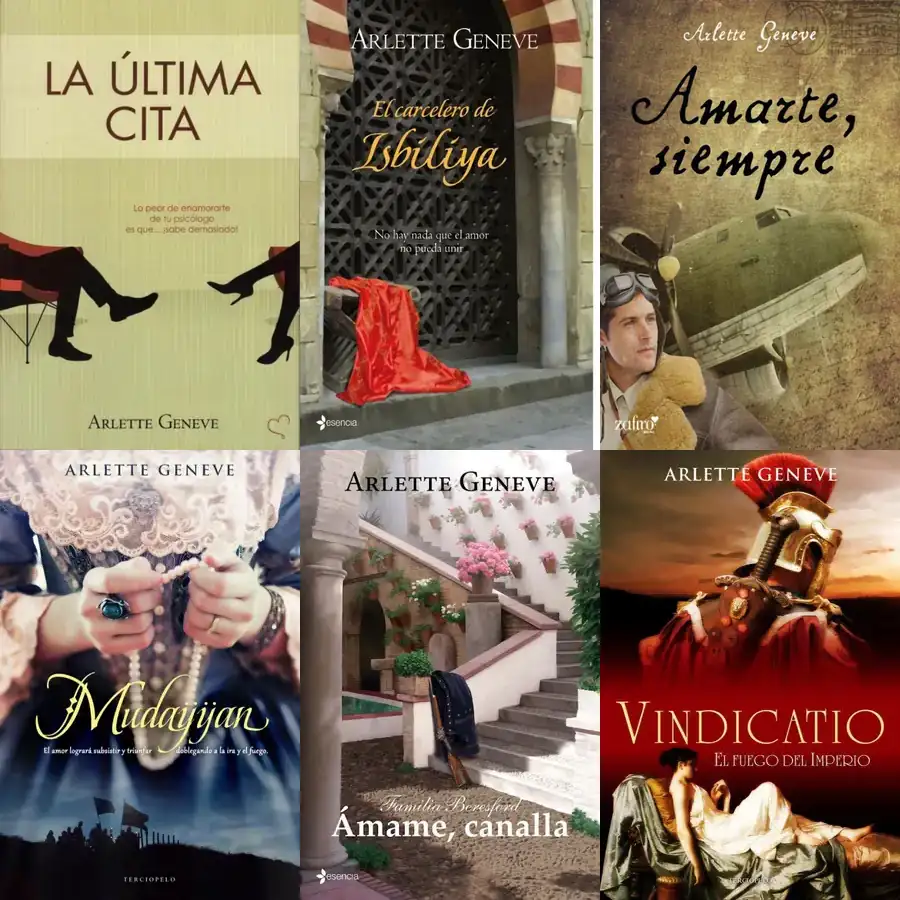 LA ÚLTIMA
CITA
Lo peor de enamorarte
de tu psicólogo
es que... ¡sabe demasiado!
ARLETTE GENEVE
ARLETTE GENEVE
El carcelero de
Isbiliya
No hay nada que el amor
no pueda unir
esencia
Arlette Geneve
Amarte,
siempre
zafiro
ARLETTE GENEVE
Mudayyan
El amor logrará subsistir y triunfar doblegando a la ira y el fuego.
TERCIOPELO
ARLETTE GENEVE
Familia Beresford
Ámame, canalla
esencia
ARLETTE GENEVE
VINDICATIO
EL FUEGO DEL IMPERIO
TERCIOPELO